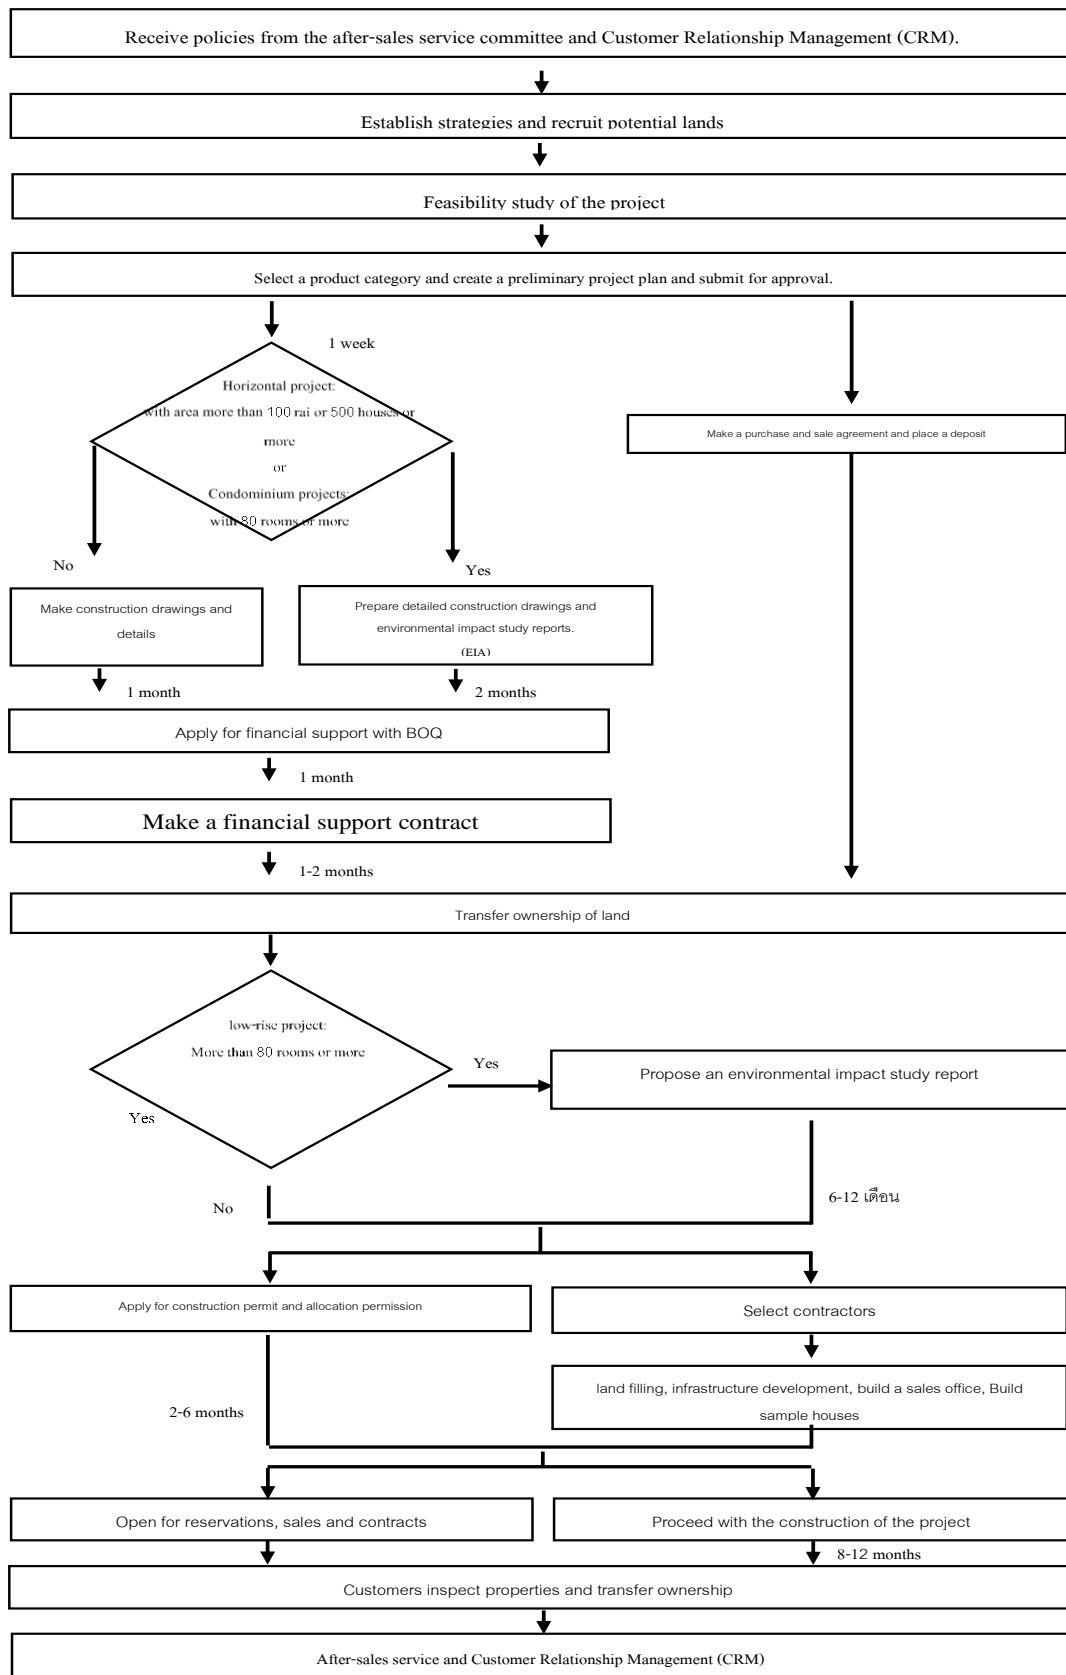 Receive policies from the after-sales service committee and Customer Relationship Management (CRM).
Establish strategies and recruit potential lands
Feasibility study of the project
Select a product category and create a preliminary project plan and submit for approval.
1 week
Horizontal project:
with area more than 100 rai or 500 houses or
more
or
Condominium projects:
with 80 rooms or more
Make a purchase and sale agreement and place a deposit
No
Yes
Make construction drawings and
details
Prepare detailed construction drawings and
environmental impact study reports.
(EIA)
1 month
2 months
Apply for financial support with BOQ
1 month
Make a financial support contract
1-2 months
Transfer ownership of land
low-rise project:
More than 80 rooms or more
Yes
Propose an environmental impact study report
Yes
No
6-12 เดือน
Apply for construction permit and allocation permission
Select contractors
land filling, infrastructure development, build a sales office, Build
sample houses
2-6 months
Open for reservations, sales and contracts
Proceed with the construction of the project
8-12 months
Customers inspect properties and transfer ownership
After-sales service and Customer Relationship Management (CRM)